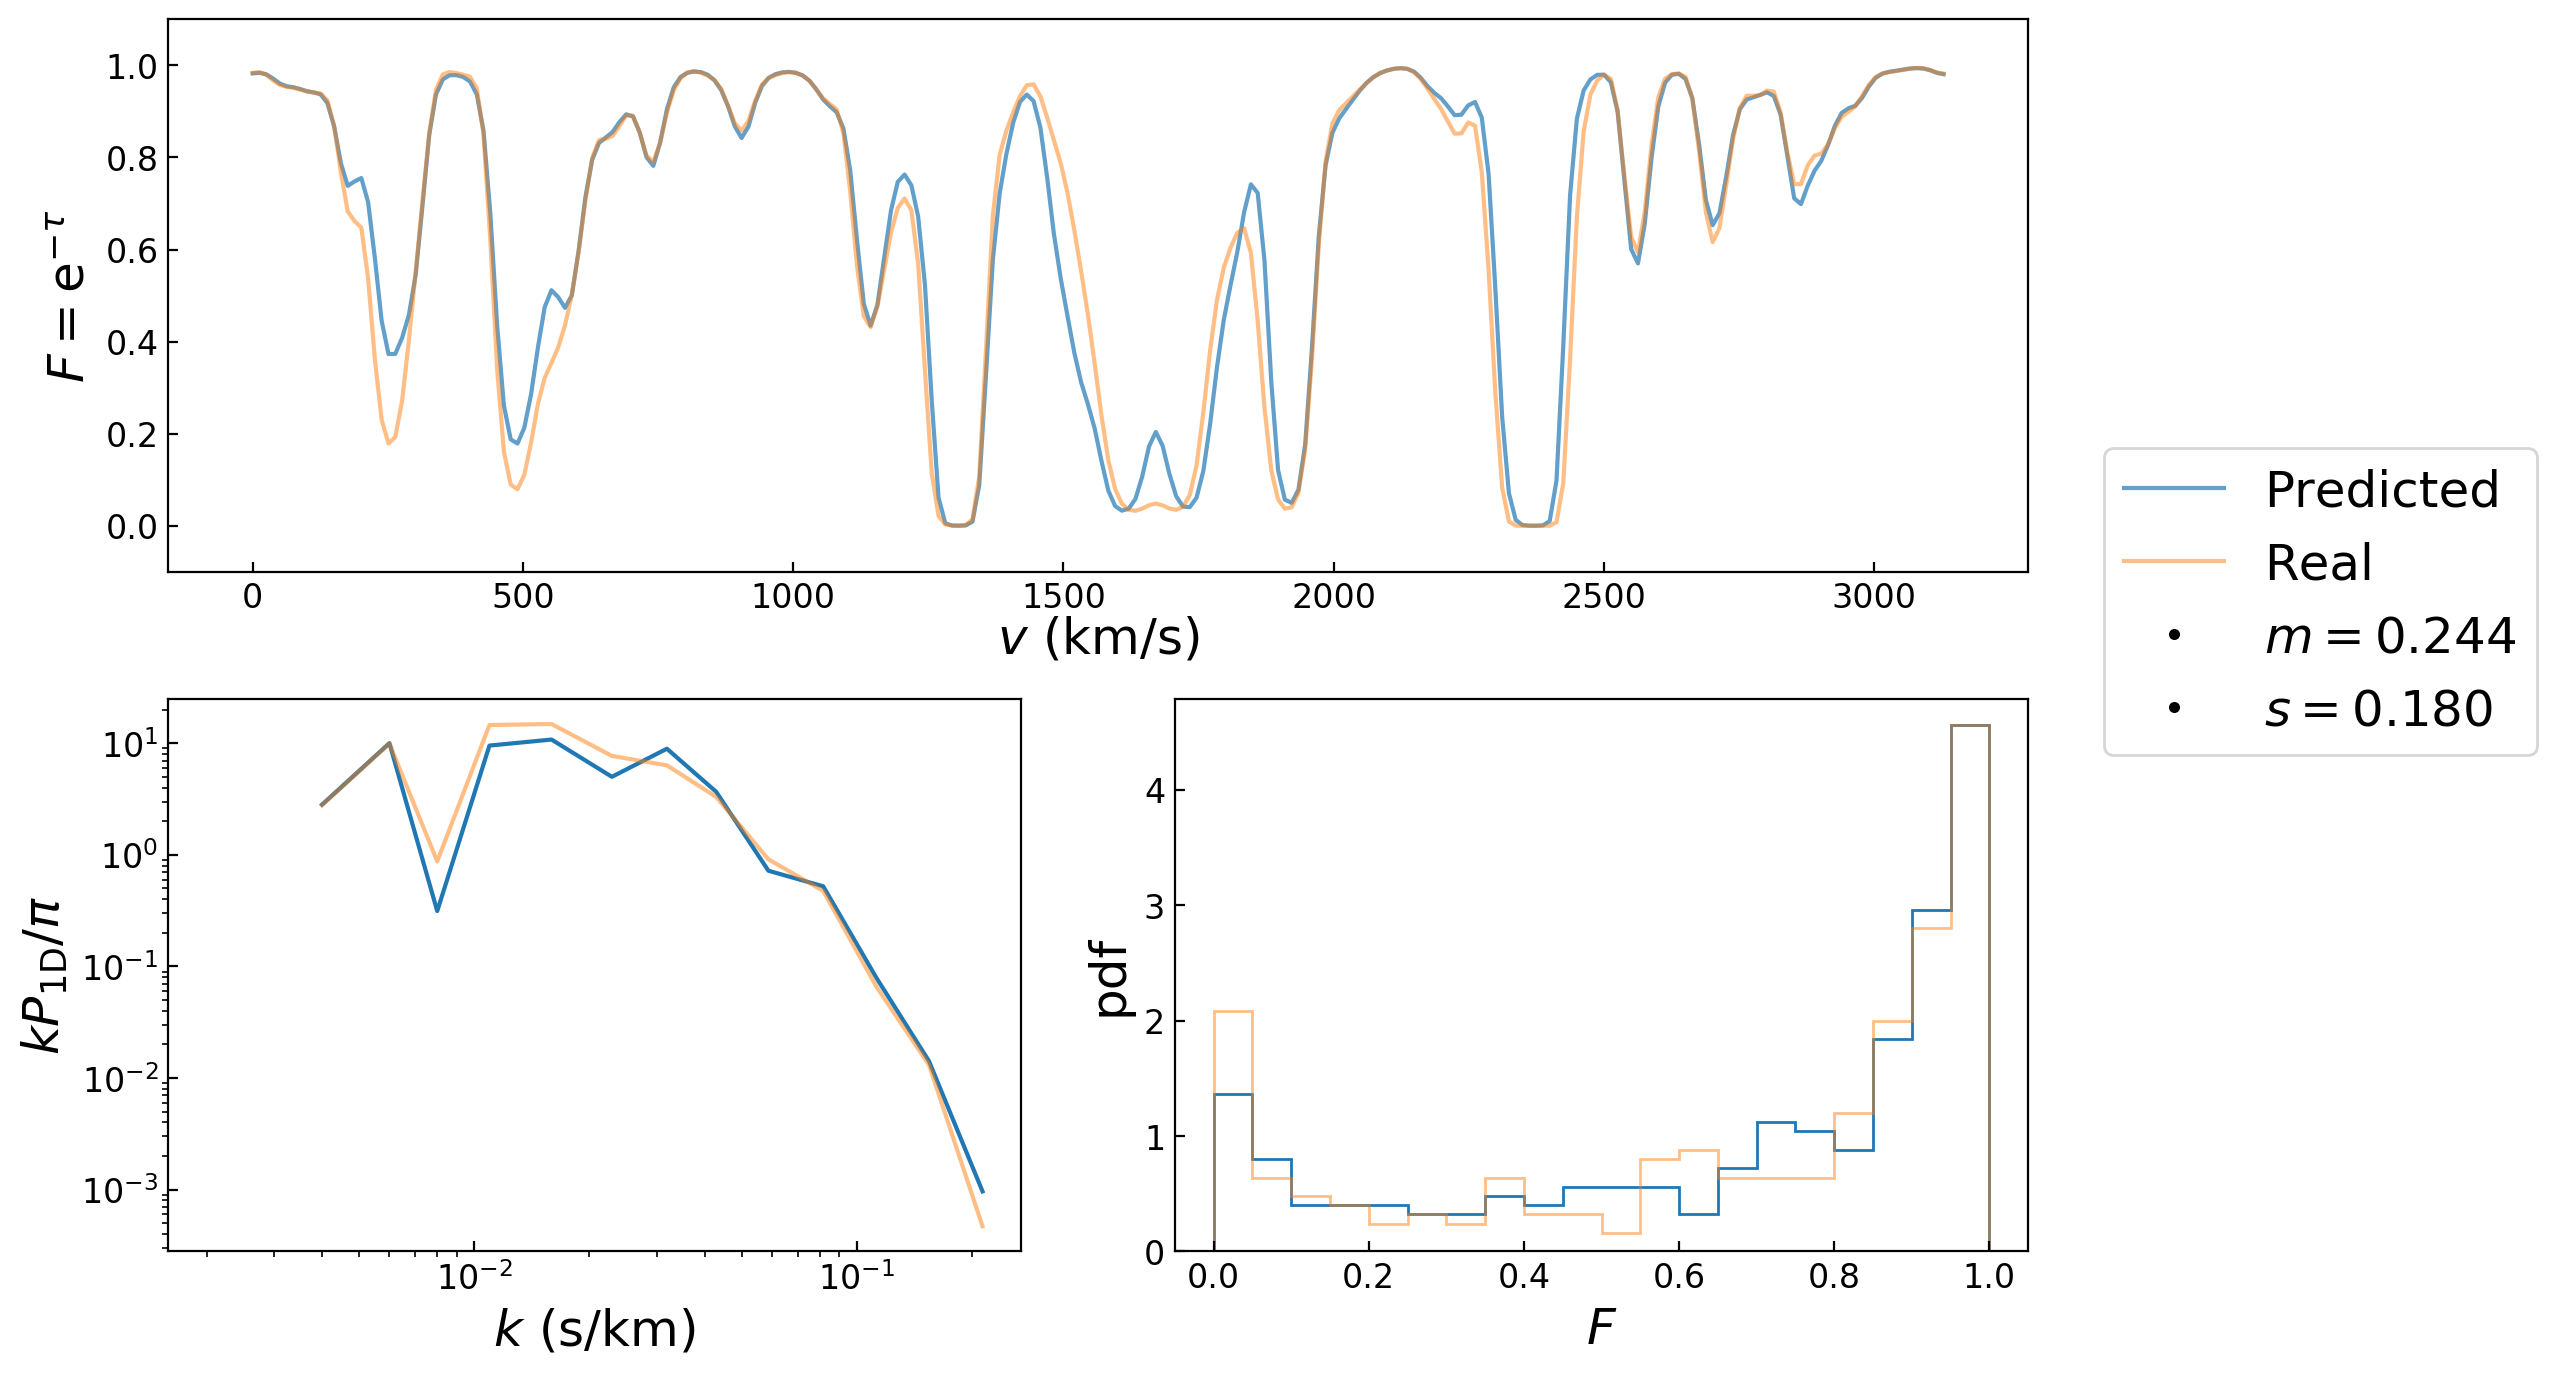 F = e^{−τ}
1.0
0.8
0.6
0.4
0.2
0.0
0 500 1000 1500 2000 2500 3000
v (km/s)
Predicted
Real
m = 0.244
s = 0.180
kP_{1D}/π
10^1
10^0
10^{−1}
10^{−2}
10^{−3}
10^{−2} 10^{−1}
k (s/km)
pdf
4
3
2
1
0
0.0 0.2 0.4 0.6 0.8 1.0
F